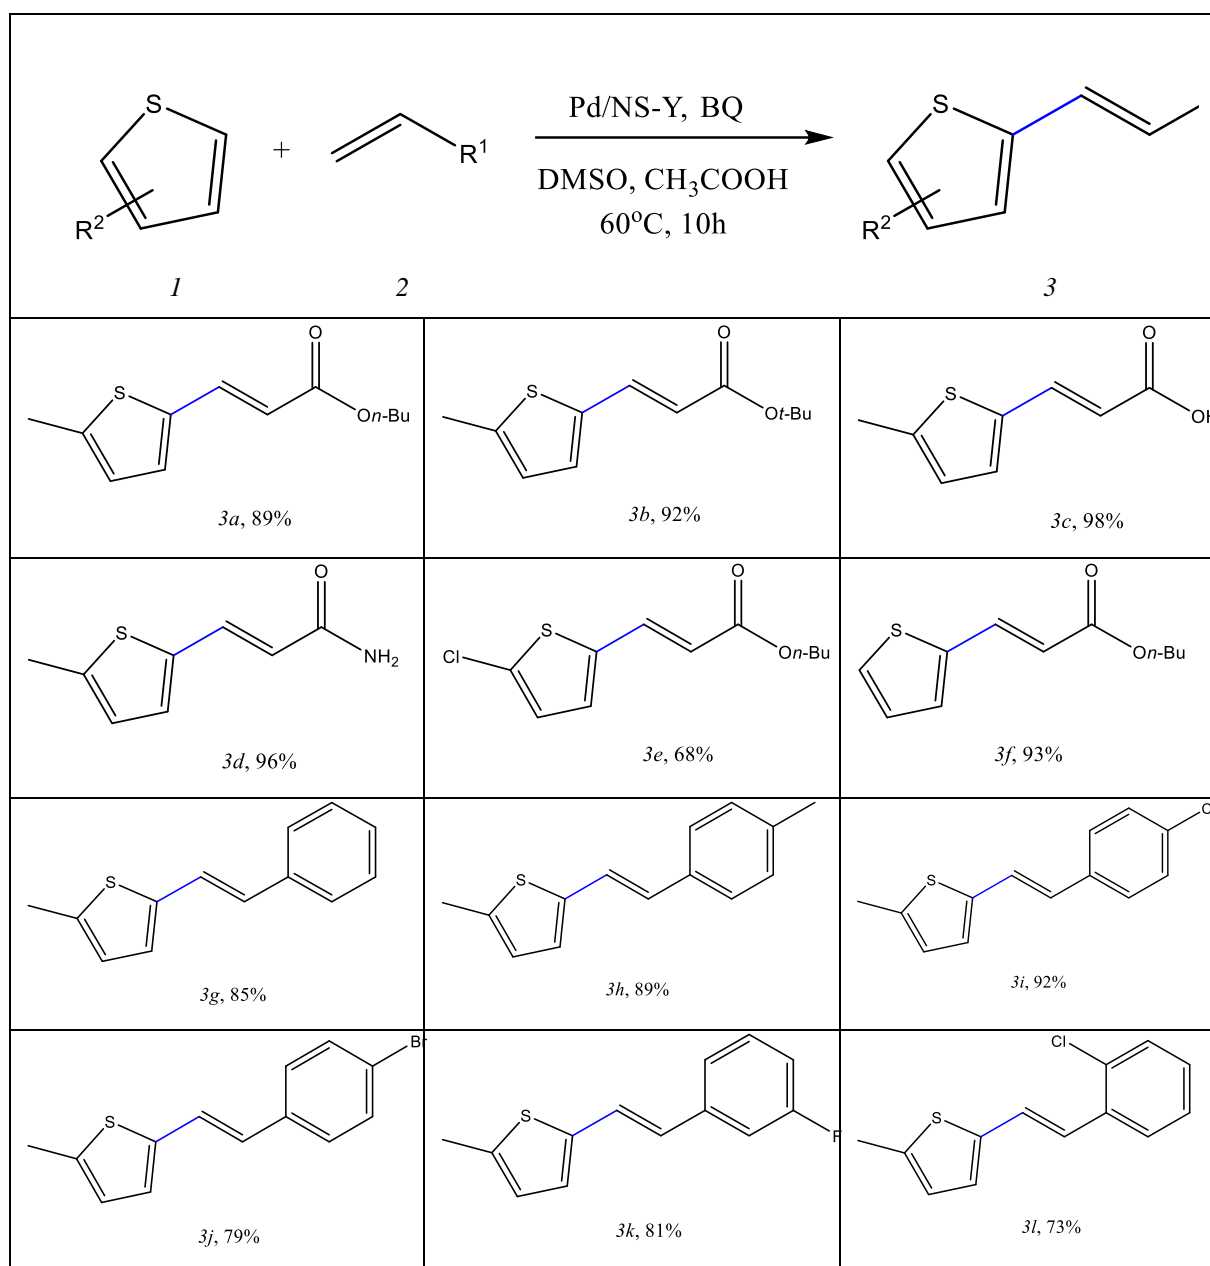 S + R¹ R² Pd/NS-Y, BQ DMSO, CH₃COOH 60°C, 10h S R²
1 2 3
O S On-Bu
3a, 89%
O S Ot-Bu
3b, 92%
O S
3c, 98%
O S NH₂
3d, 96%
O S Cl On-Bu
3e, 68%
O S On-Bu
3f, 93%
S
3g, 85%
S
3h, 89%
S
3i, 92%
Br S
3j, 79%
S F
3k, 81%
Cl S
3l, 73%